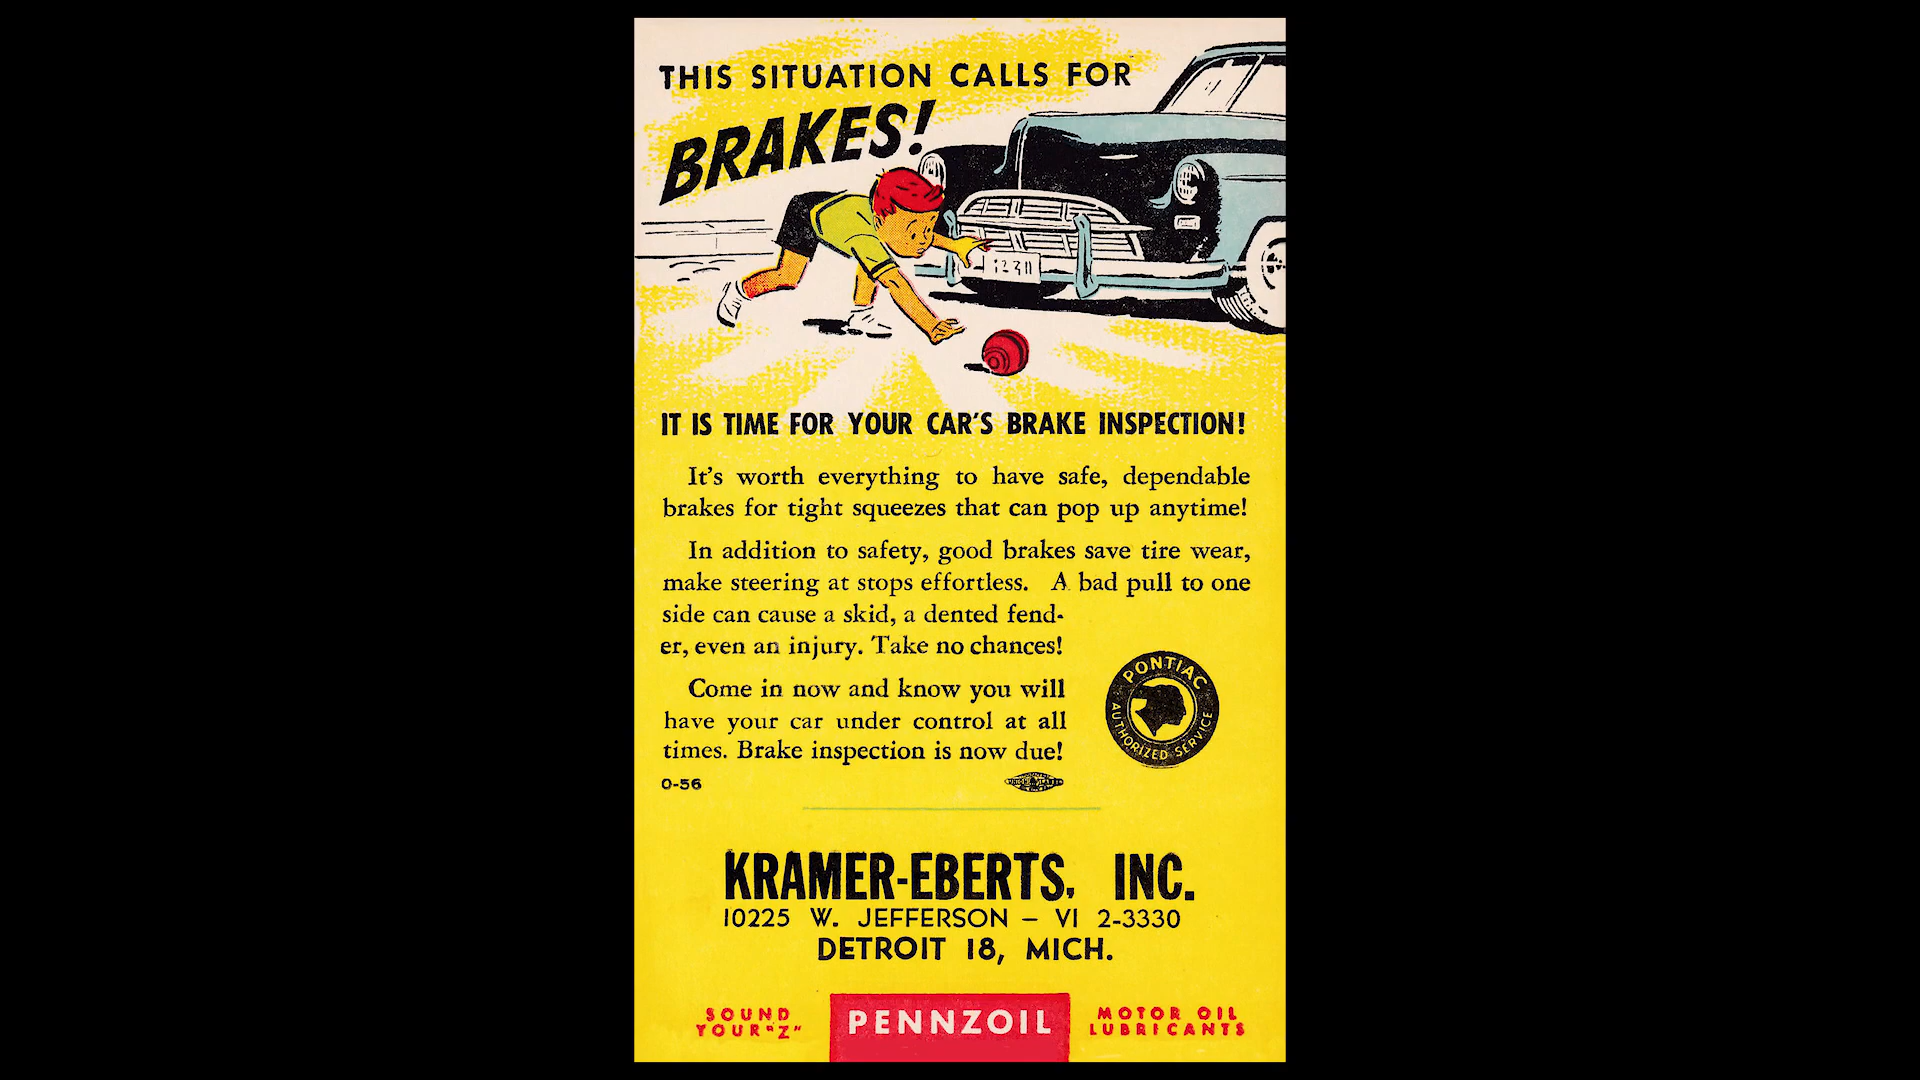 THIS SITUATION CALLS FOR
BRAKES!
IT IS TIME FOR YOUR CAR'S BRAKE INSPECTION!
It's worth everything to have safe, dependable
brakes for tight squeezes that can pop up anytime!
In addition to safety, good brakes save tire wear,
make steering at stops effortless. A bad pull to one
side can cause a skid, a dented fend-
er, even an injury. Take no chances!
Come in now and know you will
have your car under control at all
times. Brake inspection is now due!
PONTIAC
AUTHORIZED SERVICE
0-56
KRAMER-EBERTS, INC.
10225 W. JEFFERSON – VI 2-3330
DETROIT 18, MICH.
SOUND
YOUR "Z"
PENNZOIL
MOTOR OIL
LUBRICANTS